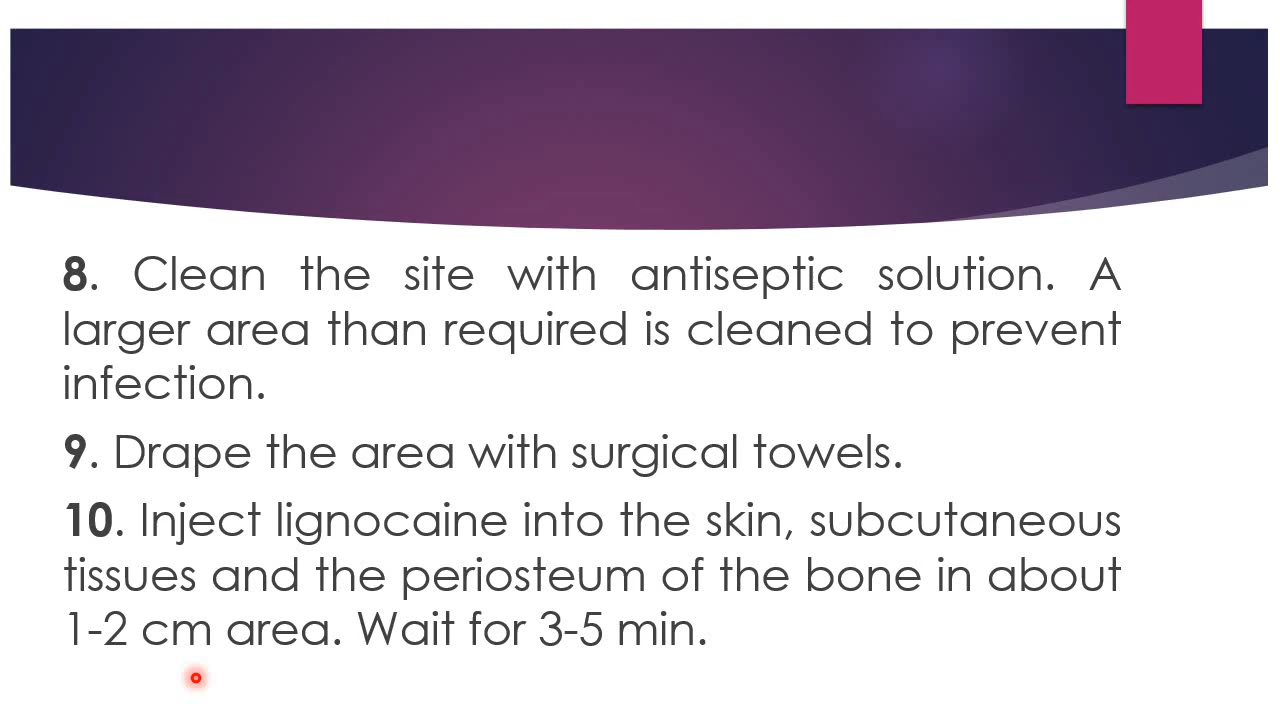 8. Clean the site with antiseptic solution. A
larger area than required is cleaned to prevent
infection.
9. Drape the area with surgical towels.
10. Inject lignocaine into the skin, subcutaneous
tissues and the periosteum of the bone in about
1-2 cm area. Wait for 3-5 min.